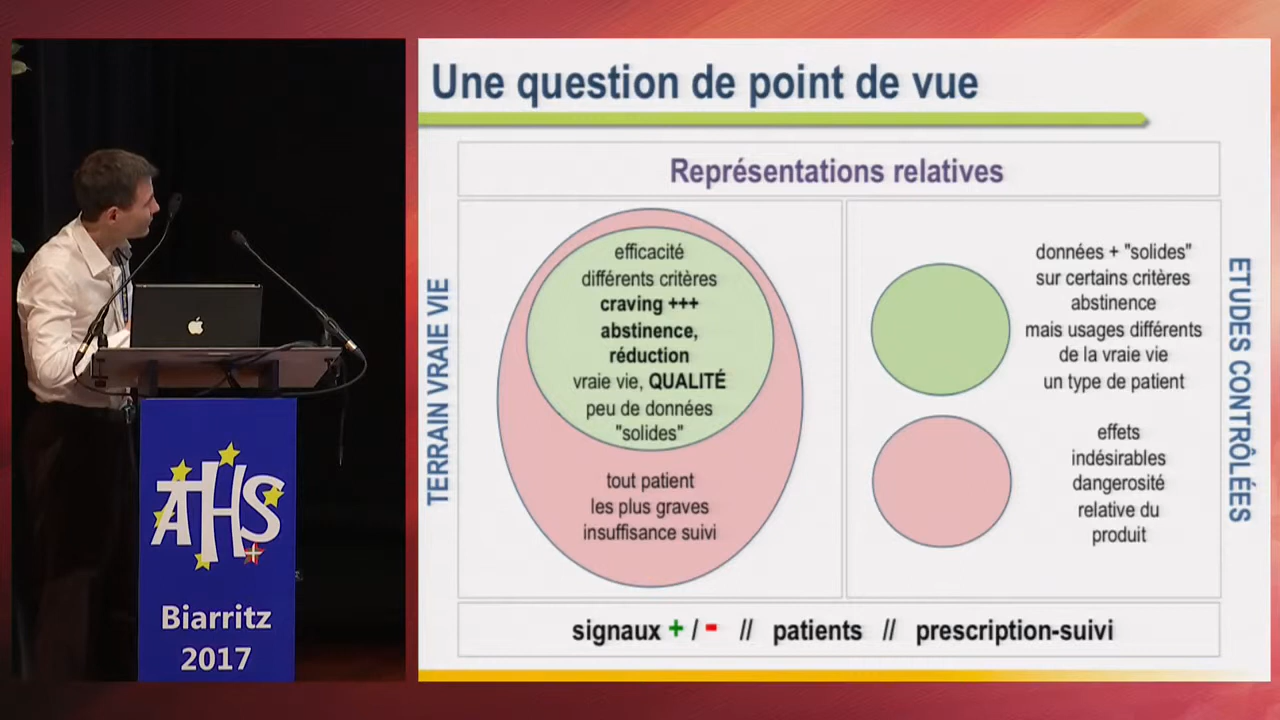 Une question de point de vue
Représentations relatives
TERRAIN VRAIE VIE
efficacité
différents critères
craving +++
abstinence,
réduction
vraie vie, QUALITÉ
peu de données
"solides"
tout patient
les plus graves
insuffisance suivi
données + "solides"
sur certains critères
abstinence
mais usages différents
de la vraie vie
un type de patient
effets
indésirables
dangerosité
relative du
produit
ETUDES CONTRÔLÉES
signaux + / - // patients // prescription-suivi
AHS
Biarritz
2017